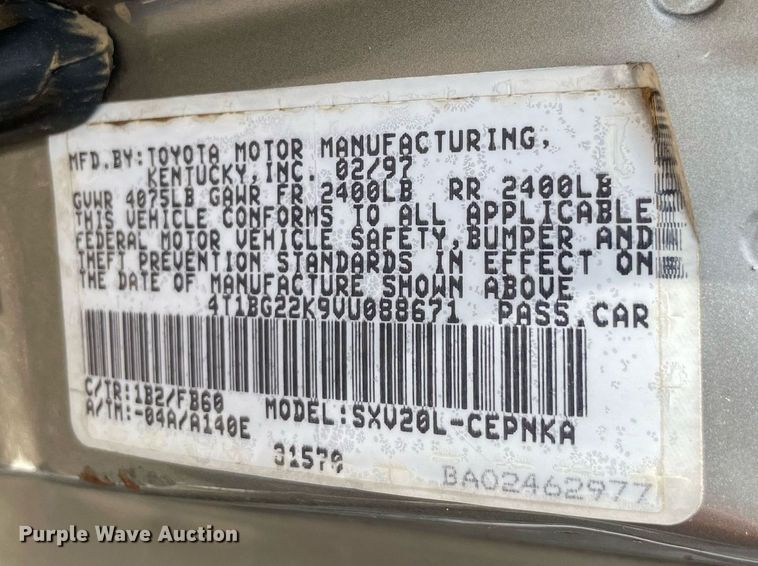 MFD.BY:TOYOTA MOTOR MANUFACTURING,
KENTUCKY,INC. 02/97
GVWR 4075LB GAWR FR 2400LB RR 2400LB
THIS VEHICLE CONFORMS TO ALL APPLICABLE
FEDERAL MOTOR VEHICLE SAFETY,BUMPER AND
THEFT PREVENTION STANDARDS IN EFFECT ON
THE DATE OF MANUFACTURE SHOWN ABOVE
4T1BG22K9VU088671 PASS.CAR
C/TR:1B2/FB60
A/TM:-04A/A140E
MODEL:SXV20L-CEPNKA
31570
BA02462977
Purple Wave Auction